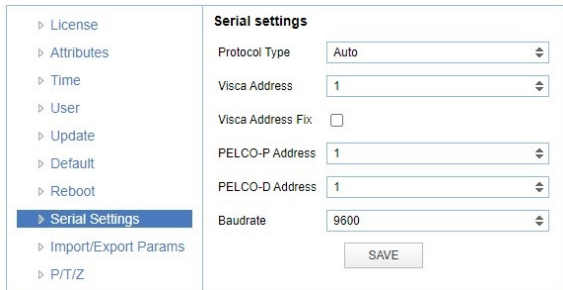 License
Attributes
Time
User
Update
Default
Reboot
Serial Settings
Import/Export Params
P/T/Z
Serial settings
Protocol Type Auto
Visca Address 1
Visca Address Fix
PELCO-P Address 1
PELCO-D Address 1
Baudrate 9600
SAVE